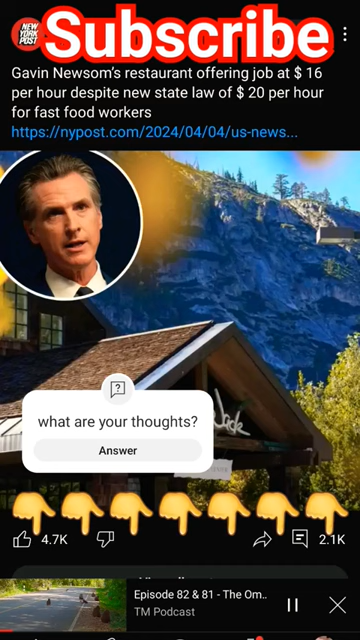 Subscribe
NEW
YORK
POST
Gavin Newsom's restaurant offering job at $ 16
per hour despite new state law of $ 20 per hour
for fast food workers
https://nypost.com/2024/04/04/us-news...
Jack
what are your thoughts?
Answer
4.7K
2.1K
Episode 82 & 81 - The Om..
TM Podcast